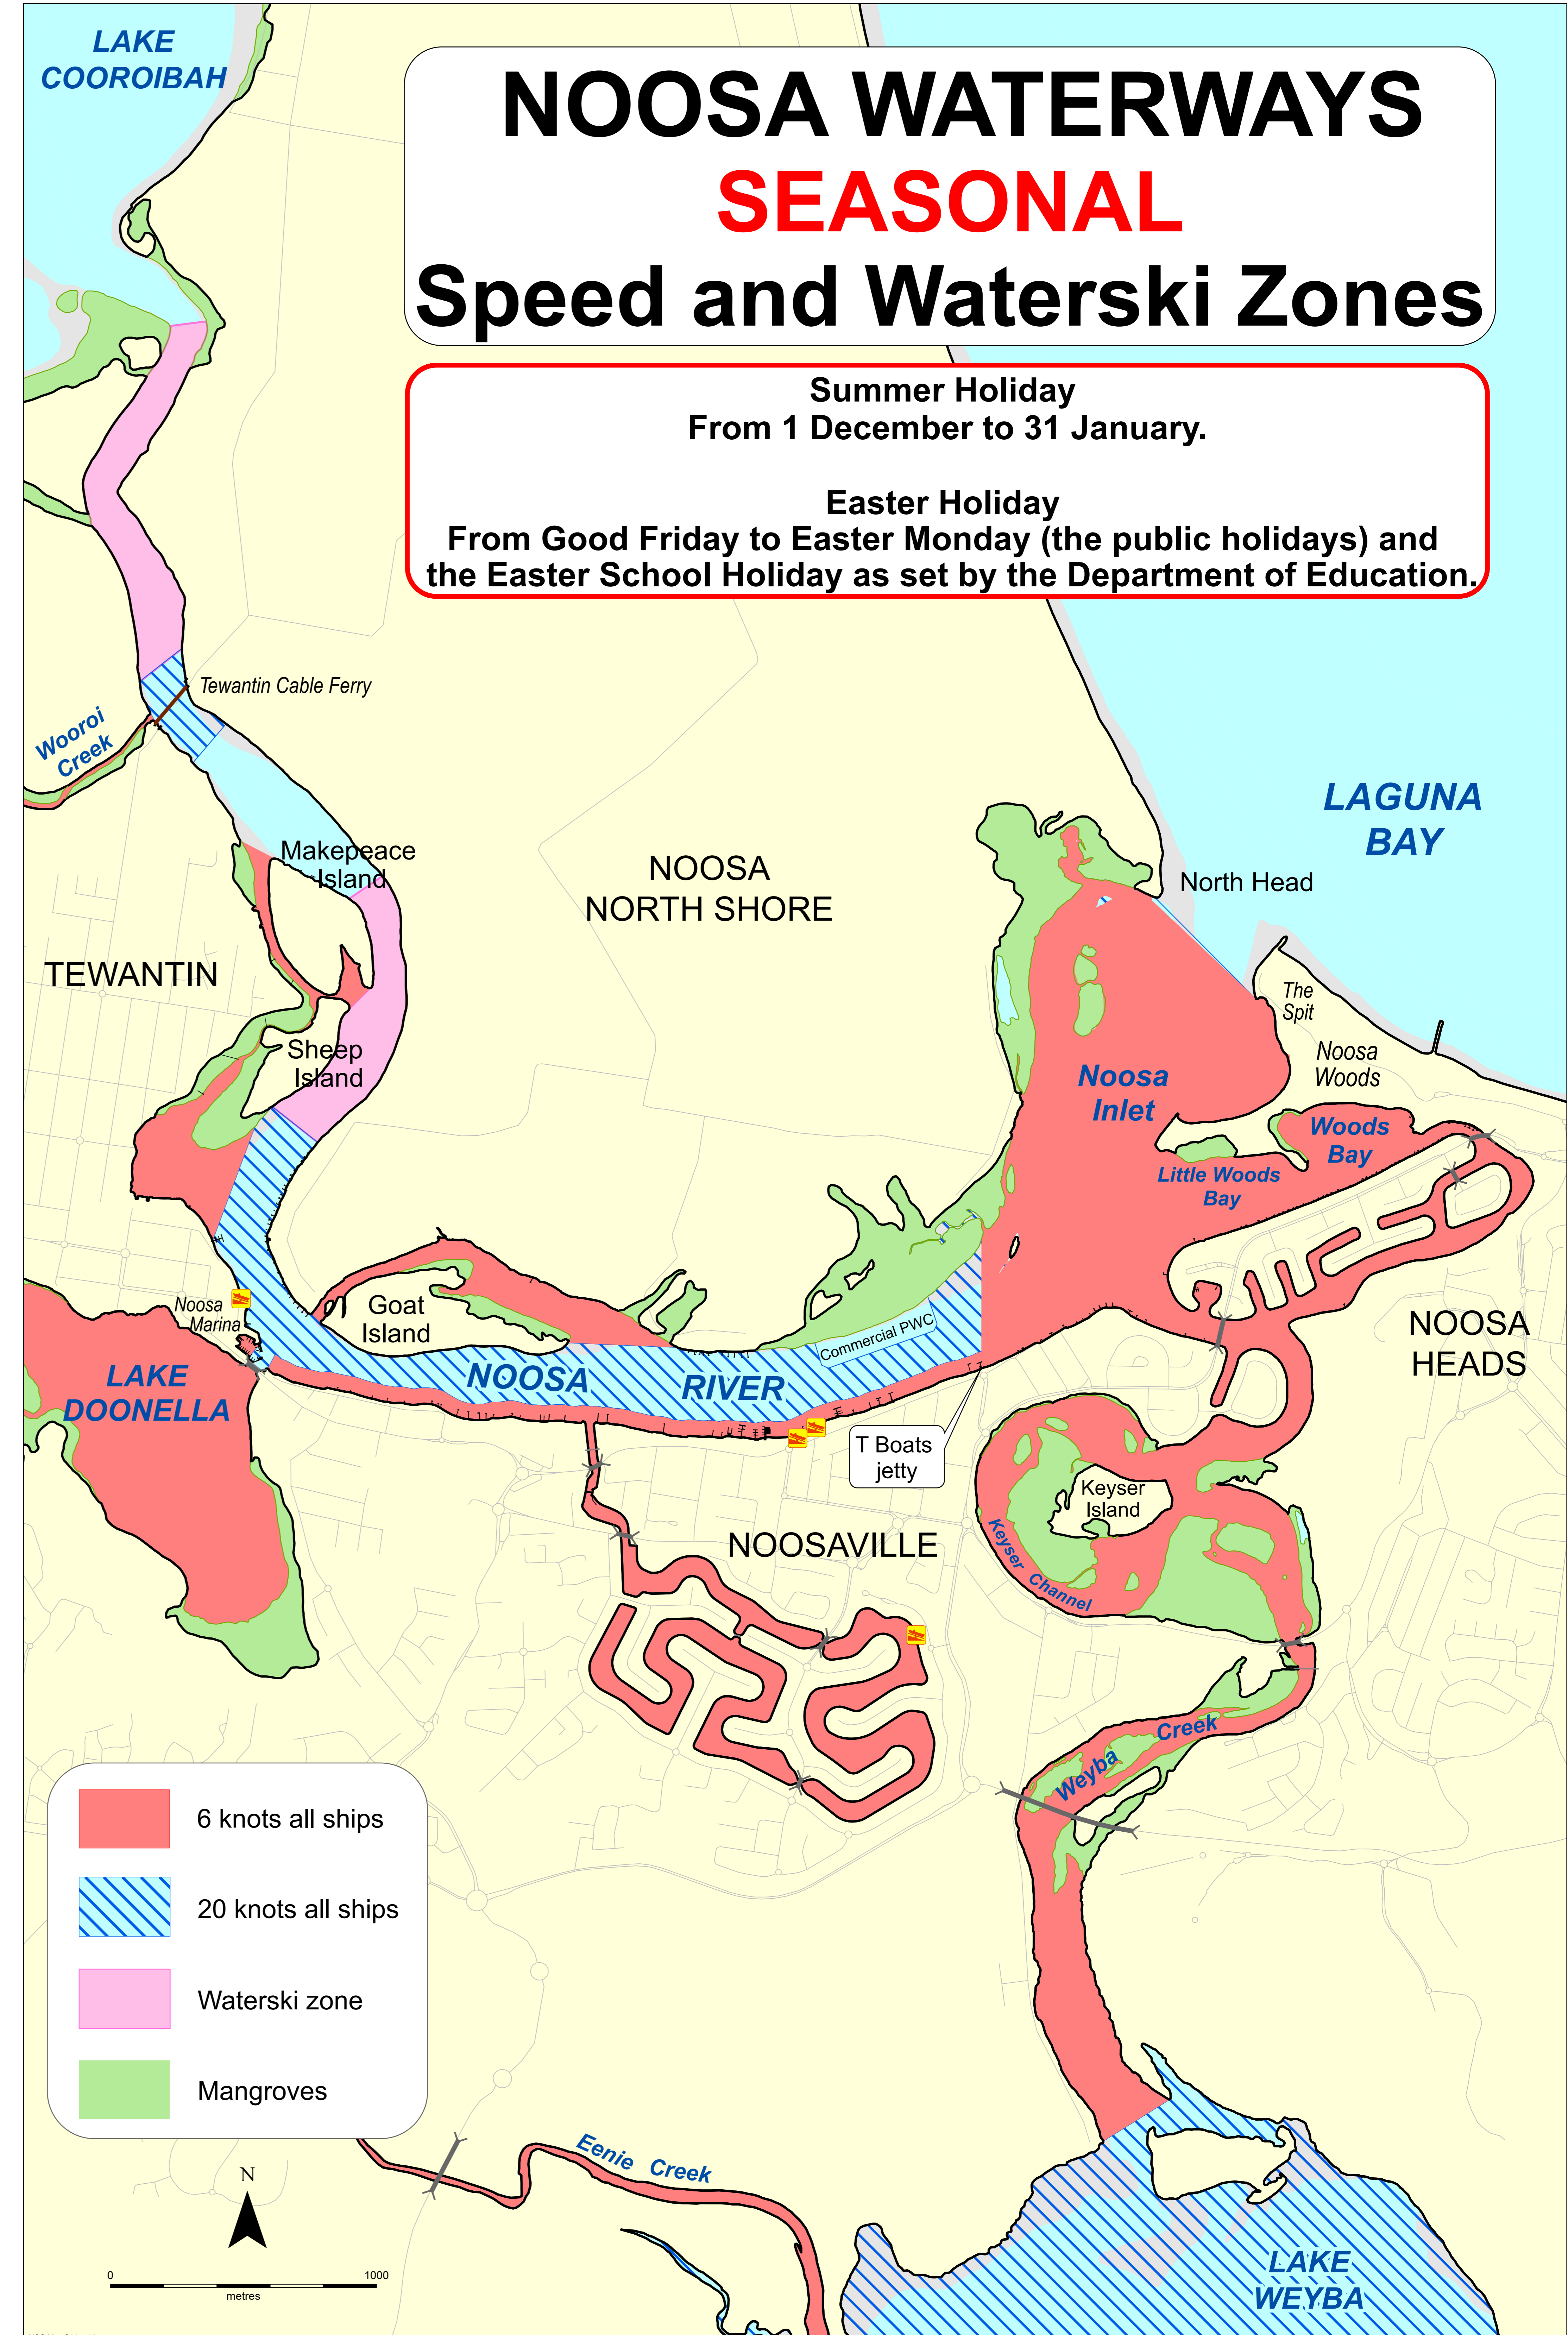 LAKE
COOROIBAH
NOOSA WATERWAYS
SEASONAL
Speed and Waterski Zones
Summer Holiday
From 1 December to 31 January.
Easter Holiday
From Good Friday to Easter Monday (the public holidays) and
the Easter School Holiday as set by the Department of Education.
Tewantin Cable Ferry
Wooroi
Creek
LAGUNA
BAY
Makepeace
Island
NOOSA
NORTH SHORE
North Head
TEWANTIN
The
Spit
Noosa
Woods
Sheep
Island
Noosa
Inlet
Woods
Bay
Little Woods
Bay
Noosa
Marina
Goat
Island
Commercial PWC
NOOSA
HEADS
LAKE
DOONELLA
NOOSA RIVER
T Boats
jetty
Keyser
Island
Keyser Channel
NOOSAVILLE
Weyba Creek
6 knots all ships
20 knots all ships
Waterski zone
Mangroves
Eenie Creek
N
0 1000
metres
LAKE
WEYBA